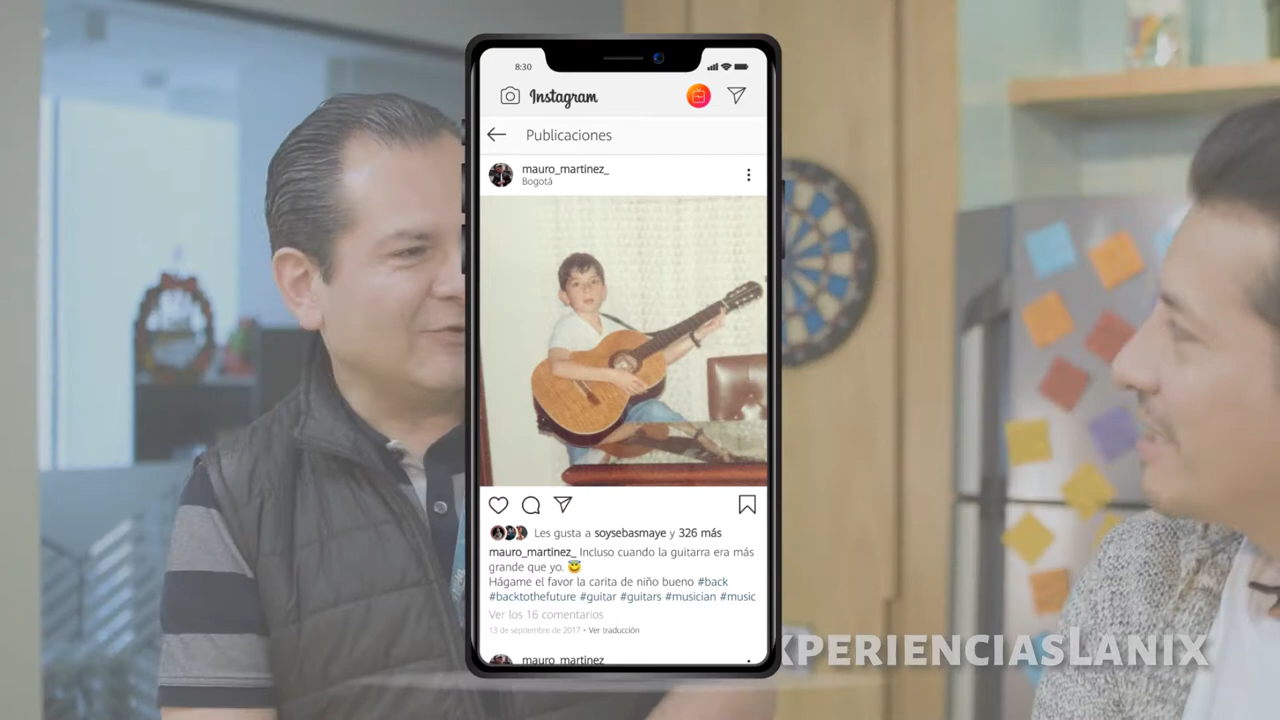 8:30
Instagram
Publicaciones
mauro_martinez_
Bogotá
Les gusta a soysebasmaye y 326 más
mauro_martinez_ Incluso cuando la guitarra era más
grande que yo. 😇
Hágame el favor la carita de niño bueno #back
#backtothefuture #guitar #guitars #musician #music
Ver los 16 comentarios
13 de septiembre de 2017 • Ver traducción
mauro_martinez
XPERIENCIASLANIX